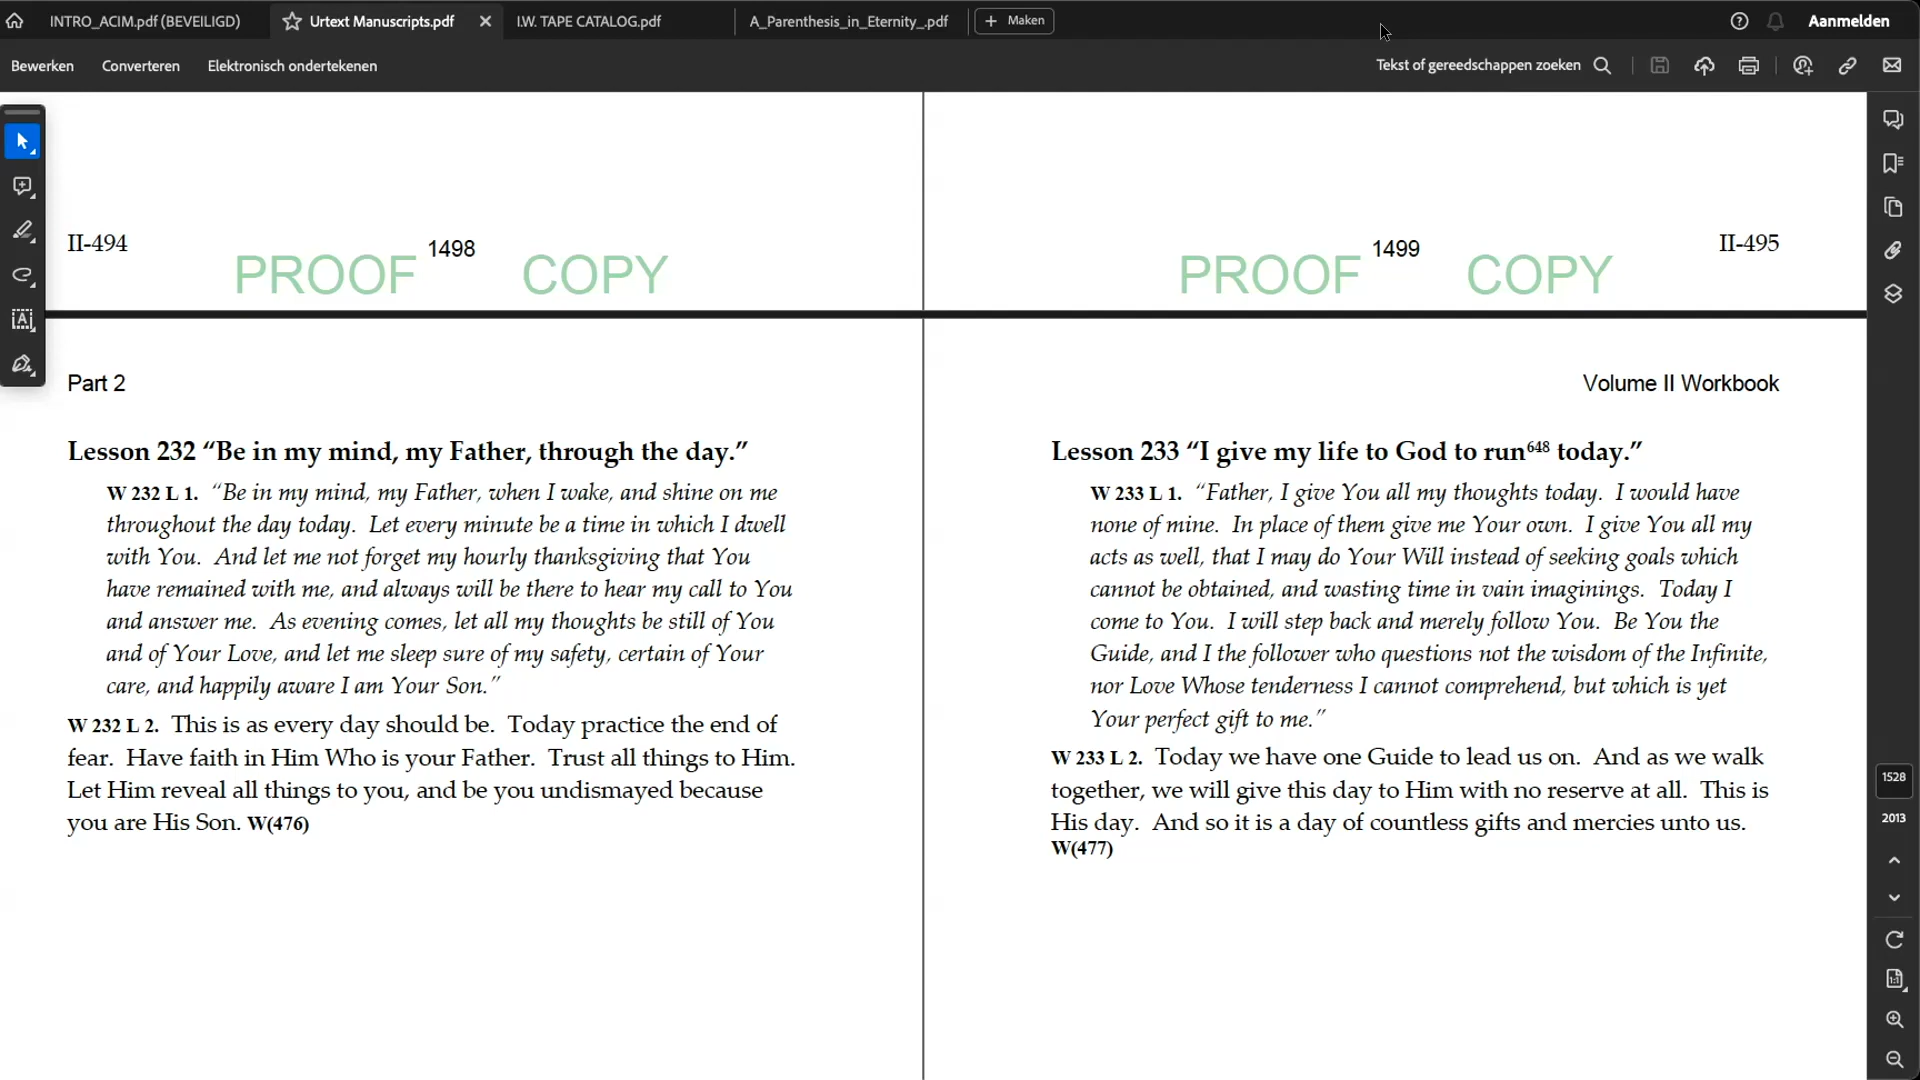 INTRO_ACIM.pdf (BEVEILIGD)
Urtext Manuscripts.pdf
I.W. TAPE CATALOG.pdf
A_Parenthesis_in_Eternity_.pdf
Maken
Aanmelden
Bewerken
Converteren
Elektronisch ondertekenen
Tekst of gereedschappen zoeken
II-494
1498
PROOF COPY
1499
II-495
PROOF COPY
Part 2
Lesson 232 “Be in my mind, my Father, through the day.”
W 232 L 1. “Be in my mind, my Father, when I wake, and shine on me
throughout the day today. Let every minute be a time in which I dwell
with You. And let me not forget my hourly thanksgiving that You
have remained with me, and always will be there to hear my call to You
and answer me. As evening comes, let all my thoughts be still of You
and of Your Love, and let me sleep sure of my safety, certain of Your
care, and happily aware I am Your Son.”
W 232 L 2. This is as every day should be. Today practice the end of
fear. Have faith in Him Who is your Father. Trust all things to Him.
Let Him reveal all things to you, and be you undismayed because
you are His Son. W(476)
Volume II Workbook
Lesson 233 “I give my life to God to run648 today.”
W 233 L 1. “Father, I give You all my thoughts today. I would have
none of mine. In place of them give me Your own. I give You all my
acts as well, that I may do Your Will instead of seeking goals which
cannot be obtained, and wasting time in vain imaginings. Today I
come to You. I will step back and merely follow You. Be You the
Guide, and I the follower who questions not the wisdom of the Infinite,
nor Love Whose tenderness I cannot comprehend, but which is yet
Your perfect gift to me.”
W 233 L 2. Today we have one Guide to lead us on. And as we walk
together, we will give this day to Him with no reserve at all. This is
His day. And so it is a day of countless gifts and mercies unto us.
W(477)
1528
2013